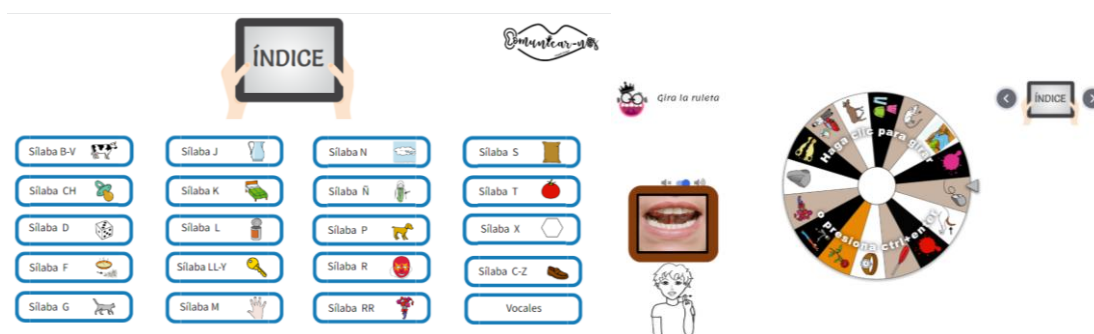 ÍNDICE
Comunicar-nos
Sílaba B-V
Sílaba CH
Sílaba D
Sílaba F
Sílaba G
Sílaba J
Sílaba K
Sílaba L
Sílaba LL-Y
Sílaba M
Sílaba N
Sílaba Ñ
Sílaba P
Sílaba R
Sílaba RR
Sílaba S
Sílaba T
Sílaba X
Sílaba C-Z
Vocales
Gira la ruleta
Haga clic para girar
o presiona ctrl+enter
ÍNDICE